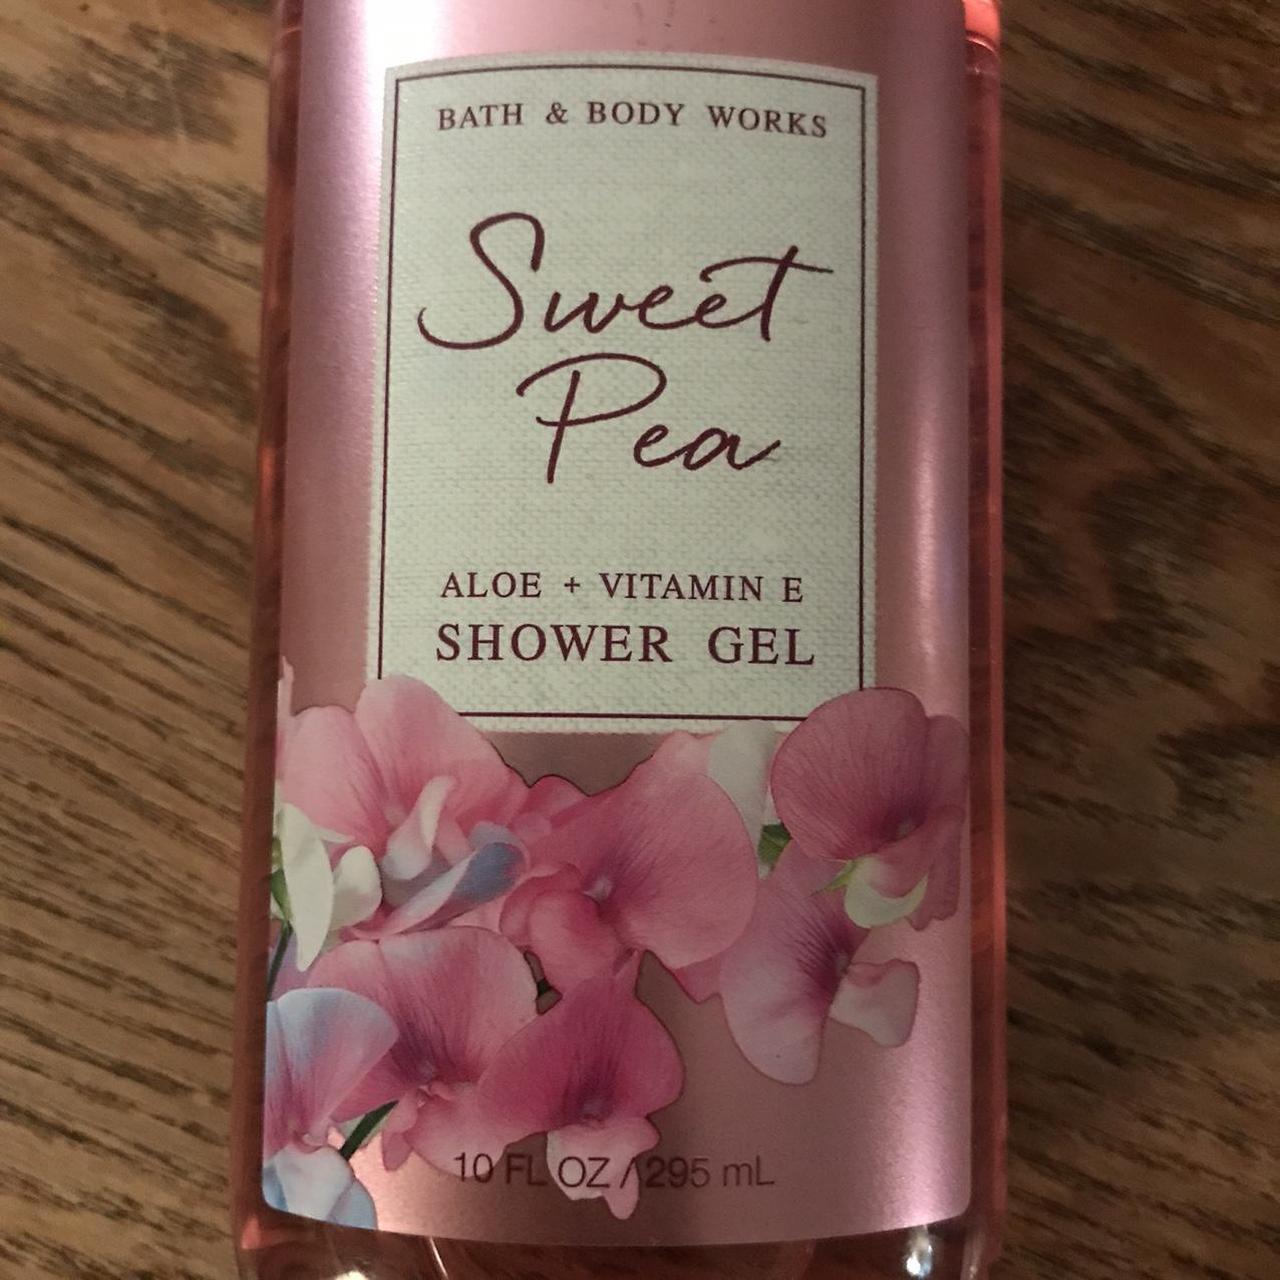 BATH & BODY WORKS
Sweet
Pea
ALOE + VITAMIN E
SHOWER GEL
10 FL OZ / 295 mL